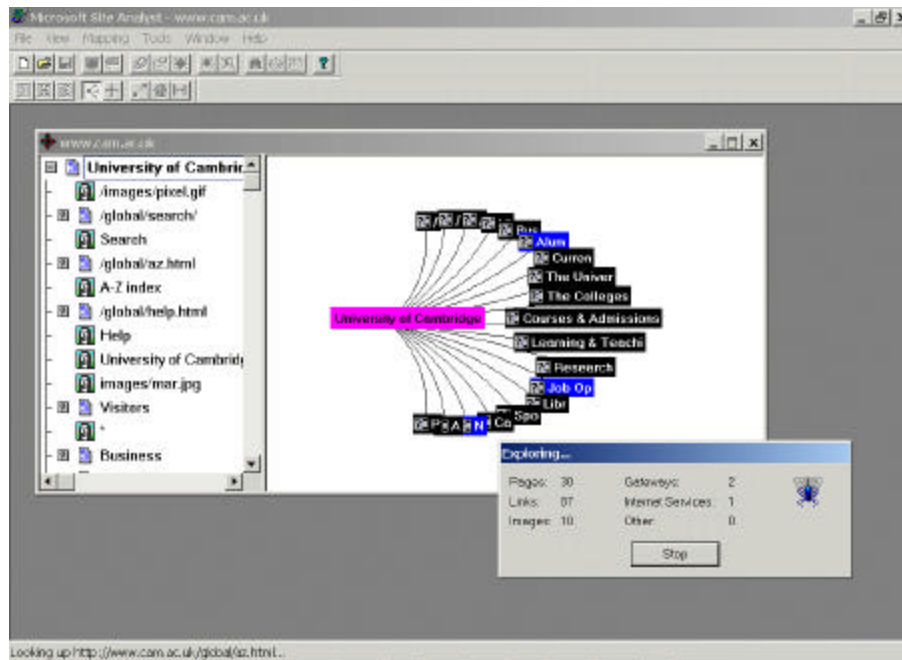 Microsoft Site Analyst - www.cam.ac.uk
File View Mapping Tools Window Help
www.cam.ac.uk
University of Cambrid
/images/pixel.gif
/global/search/
Search
/global/az.html
A-Z index
/global/help.html
Help
University of Cambridg
images/mar.jpg
Visitors
*
Business
Bus
Alum
Curren
The Univer
The Colleges
University of Cambridge
Courses & Admissions
Learning & Teachi
Research
Job Op
Libr
Spo
Co
N
A
P
Exploring...
Pages: 30 Gateways: 2
Links: 87 Internet Services: 1
Images: 10 Other: 0
Stop
Looking up http://www.cam.ac.uk/global/az.html...